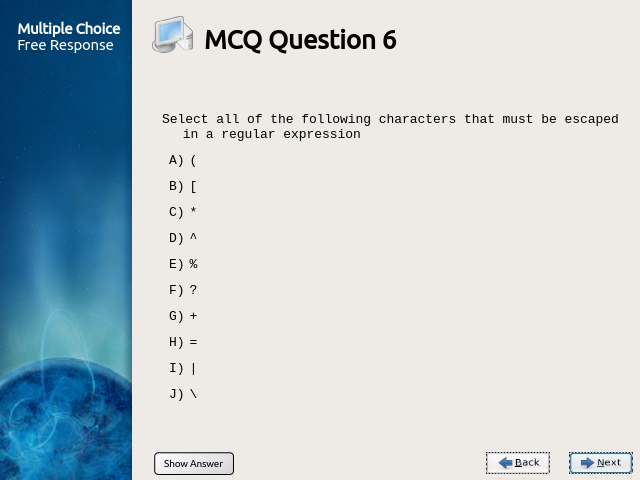 Multiple Choice
Free Response
MCQ Question 6
Select all of the following characters that must be escaped
in a regular expression
A) (
B) [
C) *
D) ^
E) %
F) ?
G) +
H) =
I) |
J) \
Show Answer
Back
Next